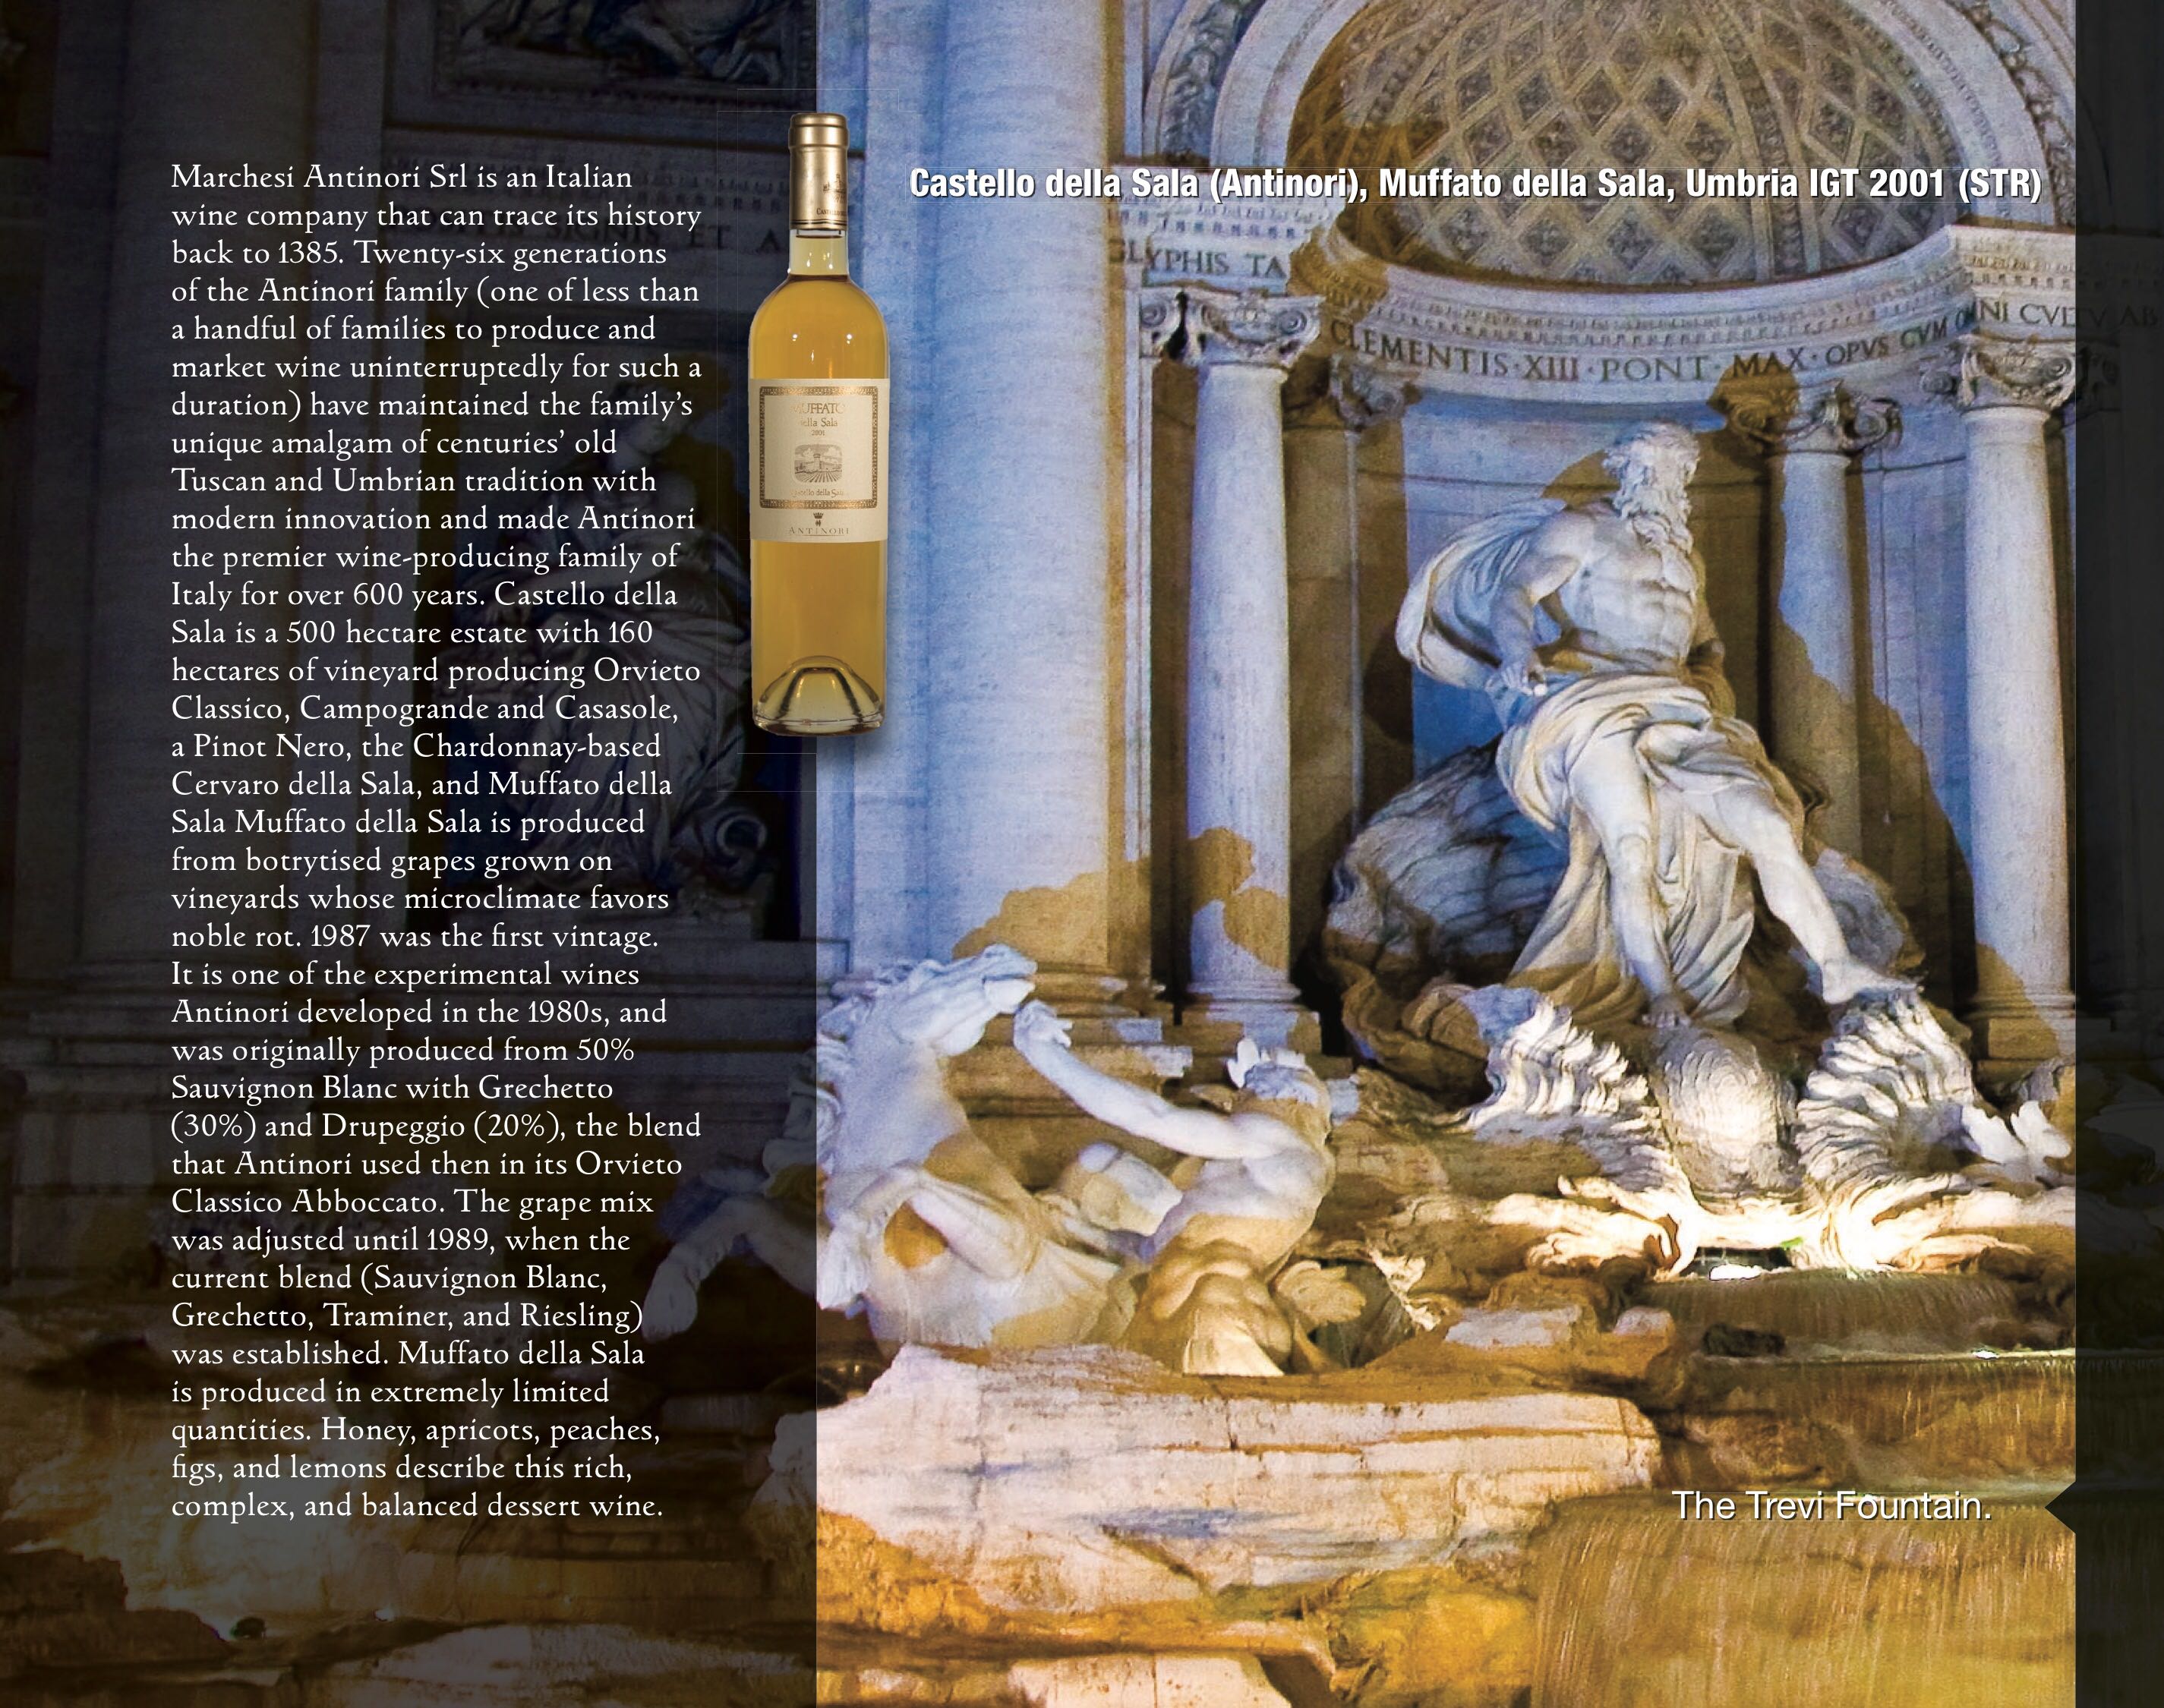 Marchesi Antinori Srl is an Italian
wine company that can trace its history
back to 1385. Twenty-six generations
of the Antinori family (one of less than
a handful of families to produce and
market wine uninterruptedly for such a
duration) have maintained the family’s
unique amalgam of centuries’ old
Tuscan and Umbrian tradition with
modern innovation and made Antinori
the premier wine-producing family of
Italy for over 600 years. Castello della
Sala is a 500 hectare estate with 160
hectares of vineyard producing Orvieto
Classico, Campogrande and Casasole,
a Pinot Nero, the Chardonnay-based
Cervaro della Sala, and Muffato della
Sala Muffato della Sala is produced
from botrytised grapes grown on
vineyards whose microclimate favors
noble rot. 1987 was the first vintage.
It is one of the experimental wines
Antinori developed in the 1980s, and
was originally produced from 50%
Sauvignon Blanc with Grechetto
(30%) and Drupeggio (20%), the blend
that Antinori used then in its Orvieto
Classico Abboccato. The grape mix
was adjusted until 1989, when the
current blend (Sauvignon Blanc,
Grechetto, Traminer, and Riesling)
was established. Muffato della Sala
is produced in extremely limited
quantities. Honey, apricots, peaches,
figs, and lemons describe this rich,
complex, and balanced dessert wine.
MUFFATO
della Sala
2001
Castello della Sala
ANTINORI
Castello della Sala (Antinori), Muffato della Sala, Umbria IGT 2001 (STR)
ET A
GLYPHIS TA
CLEMENTIS·XIII·PONT·MAX·OPVS CVM OMNI CVLTV AB
The Trevi Fountain.